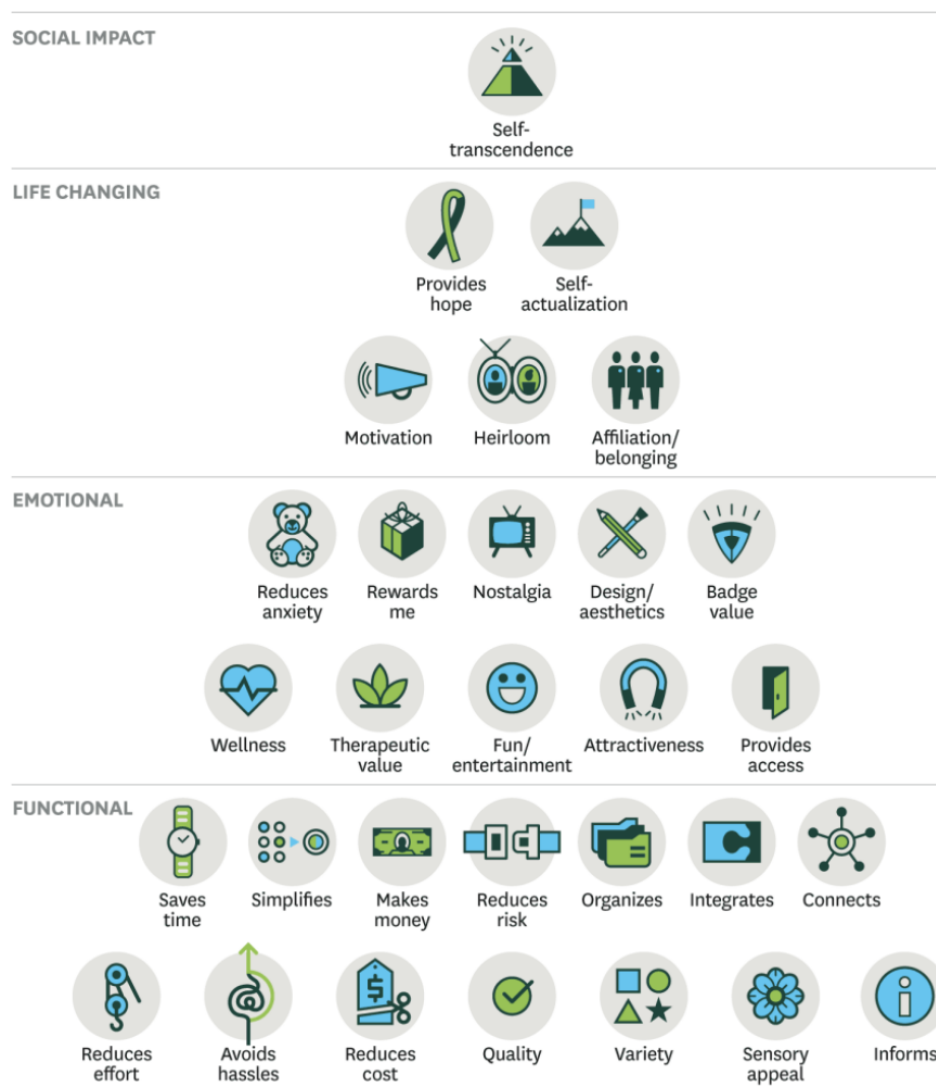 SOCIAL IMPACT
Self-
transcendence
LIFE CHANGING
Provides
hope
Self-
actualization
Motivation
Heirloom
Affiliation/
belonging
EMOTIONAL
Reduces
anxiety
Rewards
me
Nostalgia
Design/
aesthetics
Badge
value
Wellness
Therapeutic
value
Fun/
entertainment
Attractiveness
Provides
access
FUNCTIONAL
Saves
time
Simplifies
Makes
money
Reduces
risk
Organizes
Integrates
Connects
Reduces
effort
Avoids
hassles
$
Reduces
cost
Quality
Variety
Sensory
appeal
i
Informs